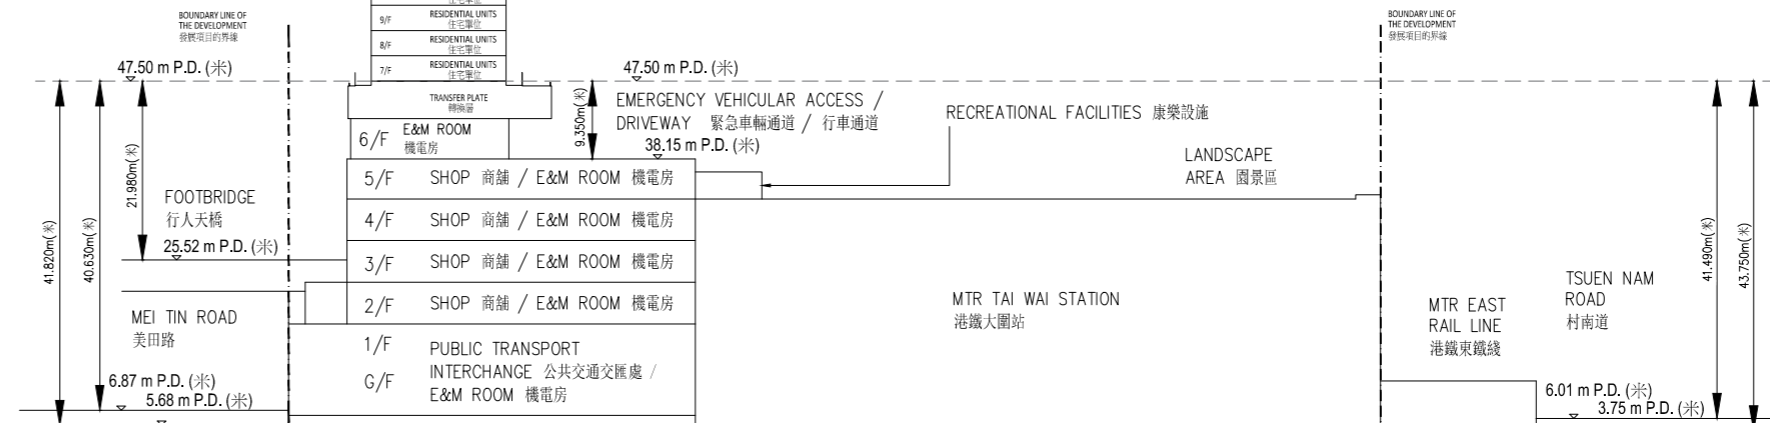 BOUNDARY LINE OF
THE DEVELOPMENT
發展項目的界線
BOUNDARY LINE OF
THE DEVELOPMENT
發展項目的界線
9/F RESIDENTIAL UNITS
住宅單位
8/F RESIDENTIAL UNITS
住宅單位
7/F RESIDENTIAL UNITS
住宅單位
47.50 m P.D. (米)
47.50 m P.D. (米)
TRANSFER PLATE
轉換層
EMERGENCY VEHICULAR ACCESS /
DRIVEWAY 緊急車輛通道 / 行車通道
38.15 m P.D. (米)
RECREATIONAL FACILITIES 康樂設施
9.350m(米)
6/F E&M ROOM
機電房
LANDSCAPE
AREA 園景區
5/F SHOP 商舖 / E&M ROOM 機電房
4/F SHOP 商舖 / E&M ROOM 機電房
3/F SHOP 商舖 / E&M ROOM 機電房
2/F SHOP 商舖 / E&M ROOM 機電房
1/F
G/F
PUBLIC TRANSPORT
INTERCHANGE 公共交通交匯處 /
E&M ROOM 機電房
21.980m(米)
FOOTBRIDGE
行人天橋
25.52 m P.D. (米)
41.820m(米)
40.630m(米)
MEI TIN ROAD
美田路
6.87 m P.D. (米)
5.68 m P.D. (米)
MTR TAI WAI STATION
港鐵大圍站
MTR EAST
RAIL LINE
港鐵東鐵綫
TSUEN NAM
ROAD
村南道
41.490m(米)
43.750m(米)
6.01 m P.D. (米)
3.75 m P.D. (米)